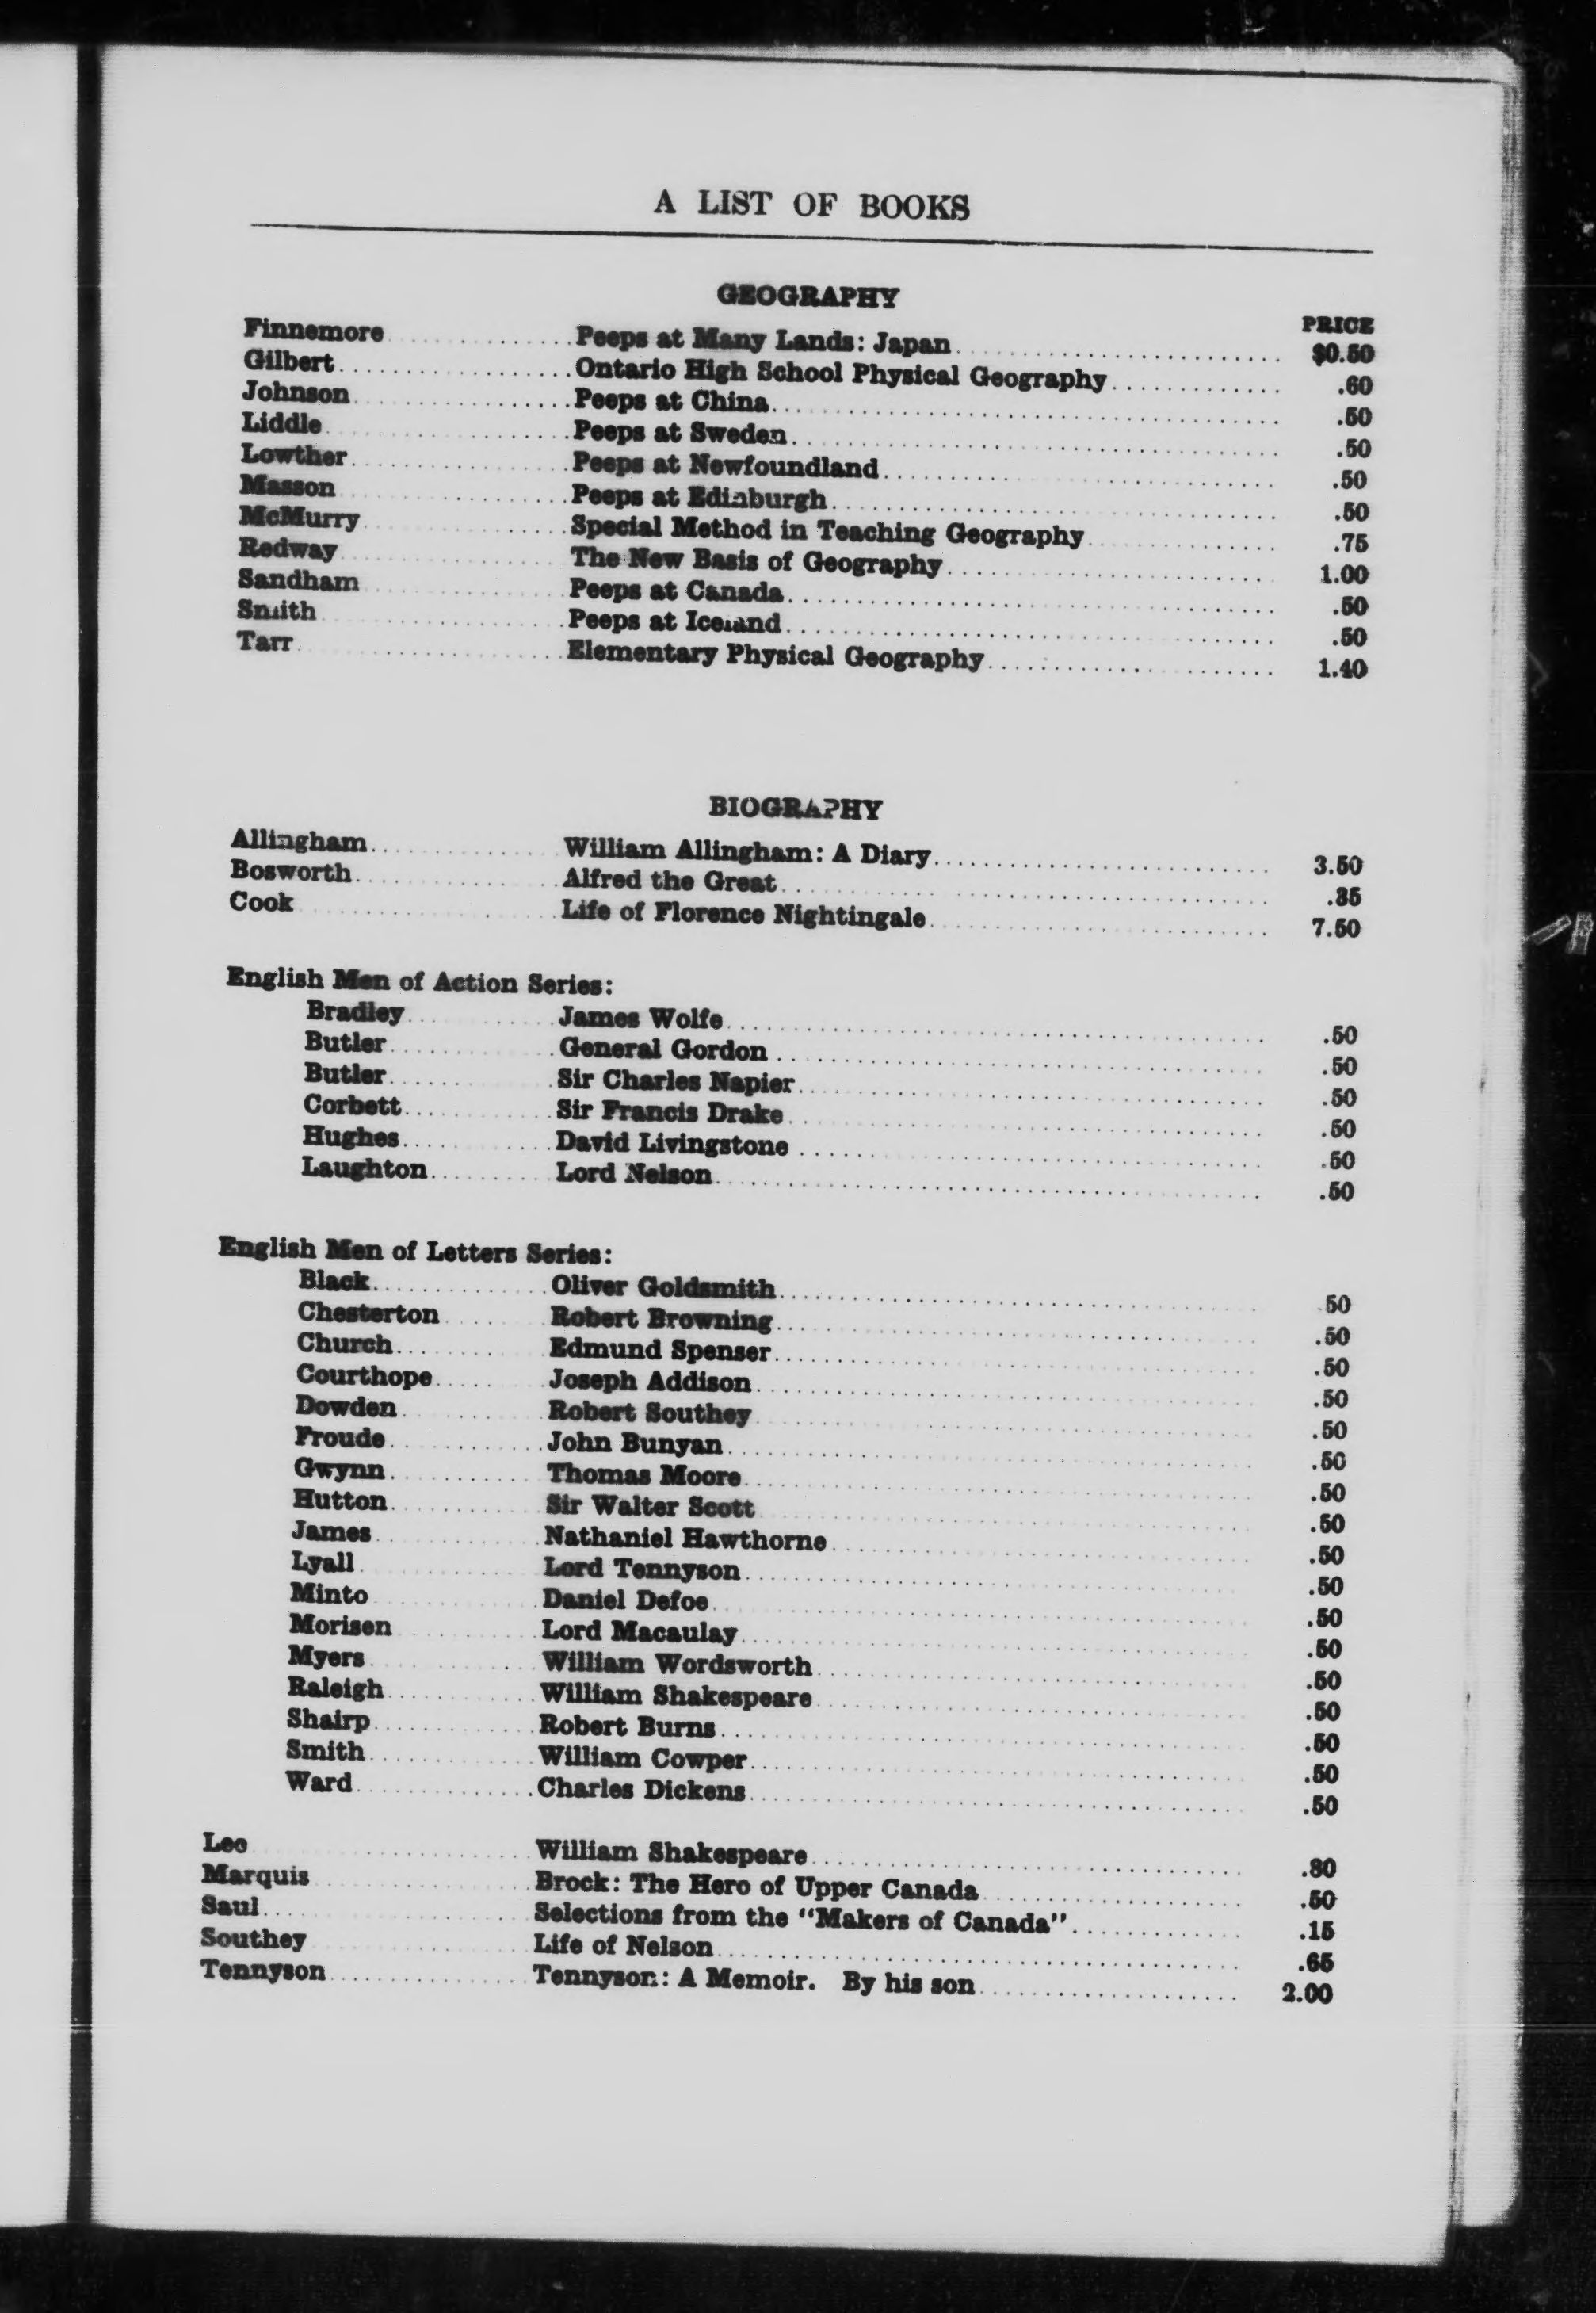 A LIST OF BOOKS
GEOGRAPHY
PRICE
Finnemore.............Peeps at Many Lands: Japan............ $0.50
Gilbert.............Ontario High School Physical Geography............ .60
Johnson.............Peeps at China............ .50
Liddle.............Peeps at Sweden............ .50
Lowther.............Peeps at Newfoundland............ .50
Masson.............Peeps at Edinburgh............ .50
McMurry.............Special Method in Teaching Geography............ .75
Redway.............The New Basis of Geography............ 1.00
Sandham.............Peeps at Canada............ .50
Smith.............Peeps at Iceland............ .50
Tarr.............Elementary Physical Geography............ 1.40
BIOGRAPHY
Allingham.............William Allingham: A Diary............ 3.50
Bosworth.............Alfred the Great............ .35
Cook.............Life of Florence Nightingale............ 7.50
English Men of Action Series:
Bradley.............James Wolfe............ .50
Butler.............General Gordon............ .50
Butler.............Sir Charles Napier............ .50
Corbett.............Sir Francis Drake............ .50
Hughes.............David Livingstone............ .50
Laughton.............Lord Nelson............ .50
English Men of Letters Series:
Black.............Oliver Goldsmith............ .50
Chesterton.............Robert Browning............ .50
Church.............Edmund Spenser............ .50
Courthope.............Joseph Addison............ .50
Dowden.............Robert Southey............ .50
Froude.............John Bunyan............ .50
Gwynn.............Thomas Moore............ .50
Hutton.............Sir Walter Scott............ .50
James.............Nathaniel Hawthorne............ .50
Lyall.............Lord Tennyson............ .50
Minto.............Daniel Defoe............ .50
Morisen.............Lord Macaulay............ .50
Myers.............William Wordsworth............ .50
Raleigh.............William Shakespeare............ .50
Shairp.............Robert Burns............ .50
Smith.............William Cowper............ .50
Ward.............Charles Dickens............ .50
Lee.............William Shakespeare............ .80
Marquis.............Brock: The Hero of Upper Canada............ .50
Saul.............Selections from the "Makers of Canada"............ .15
Southey.............Life of Nelson............ .65
Tennyson.............Tennyson: A Memoir. By his son............ 2.00